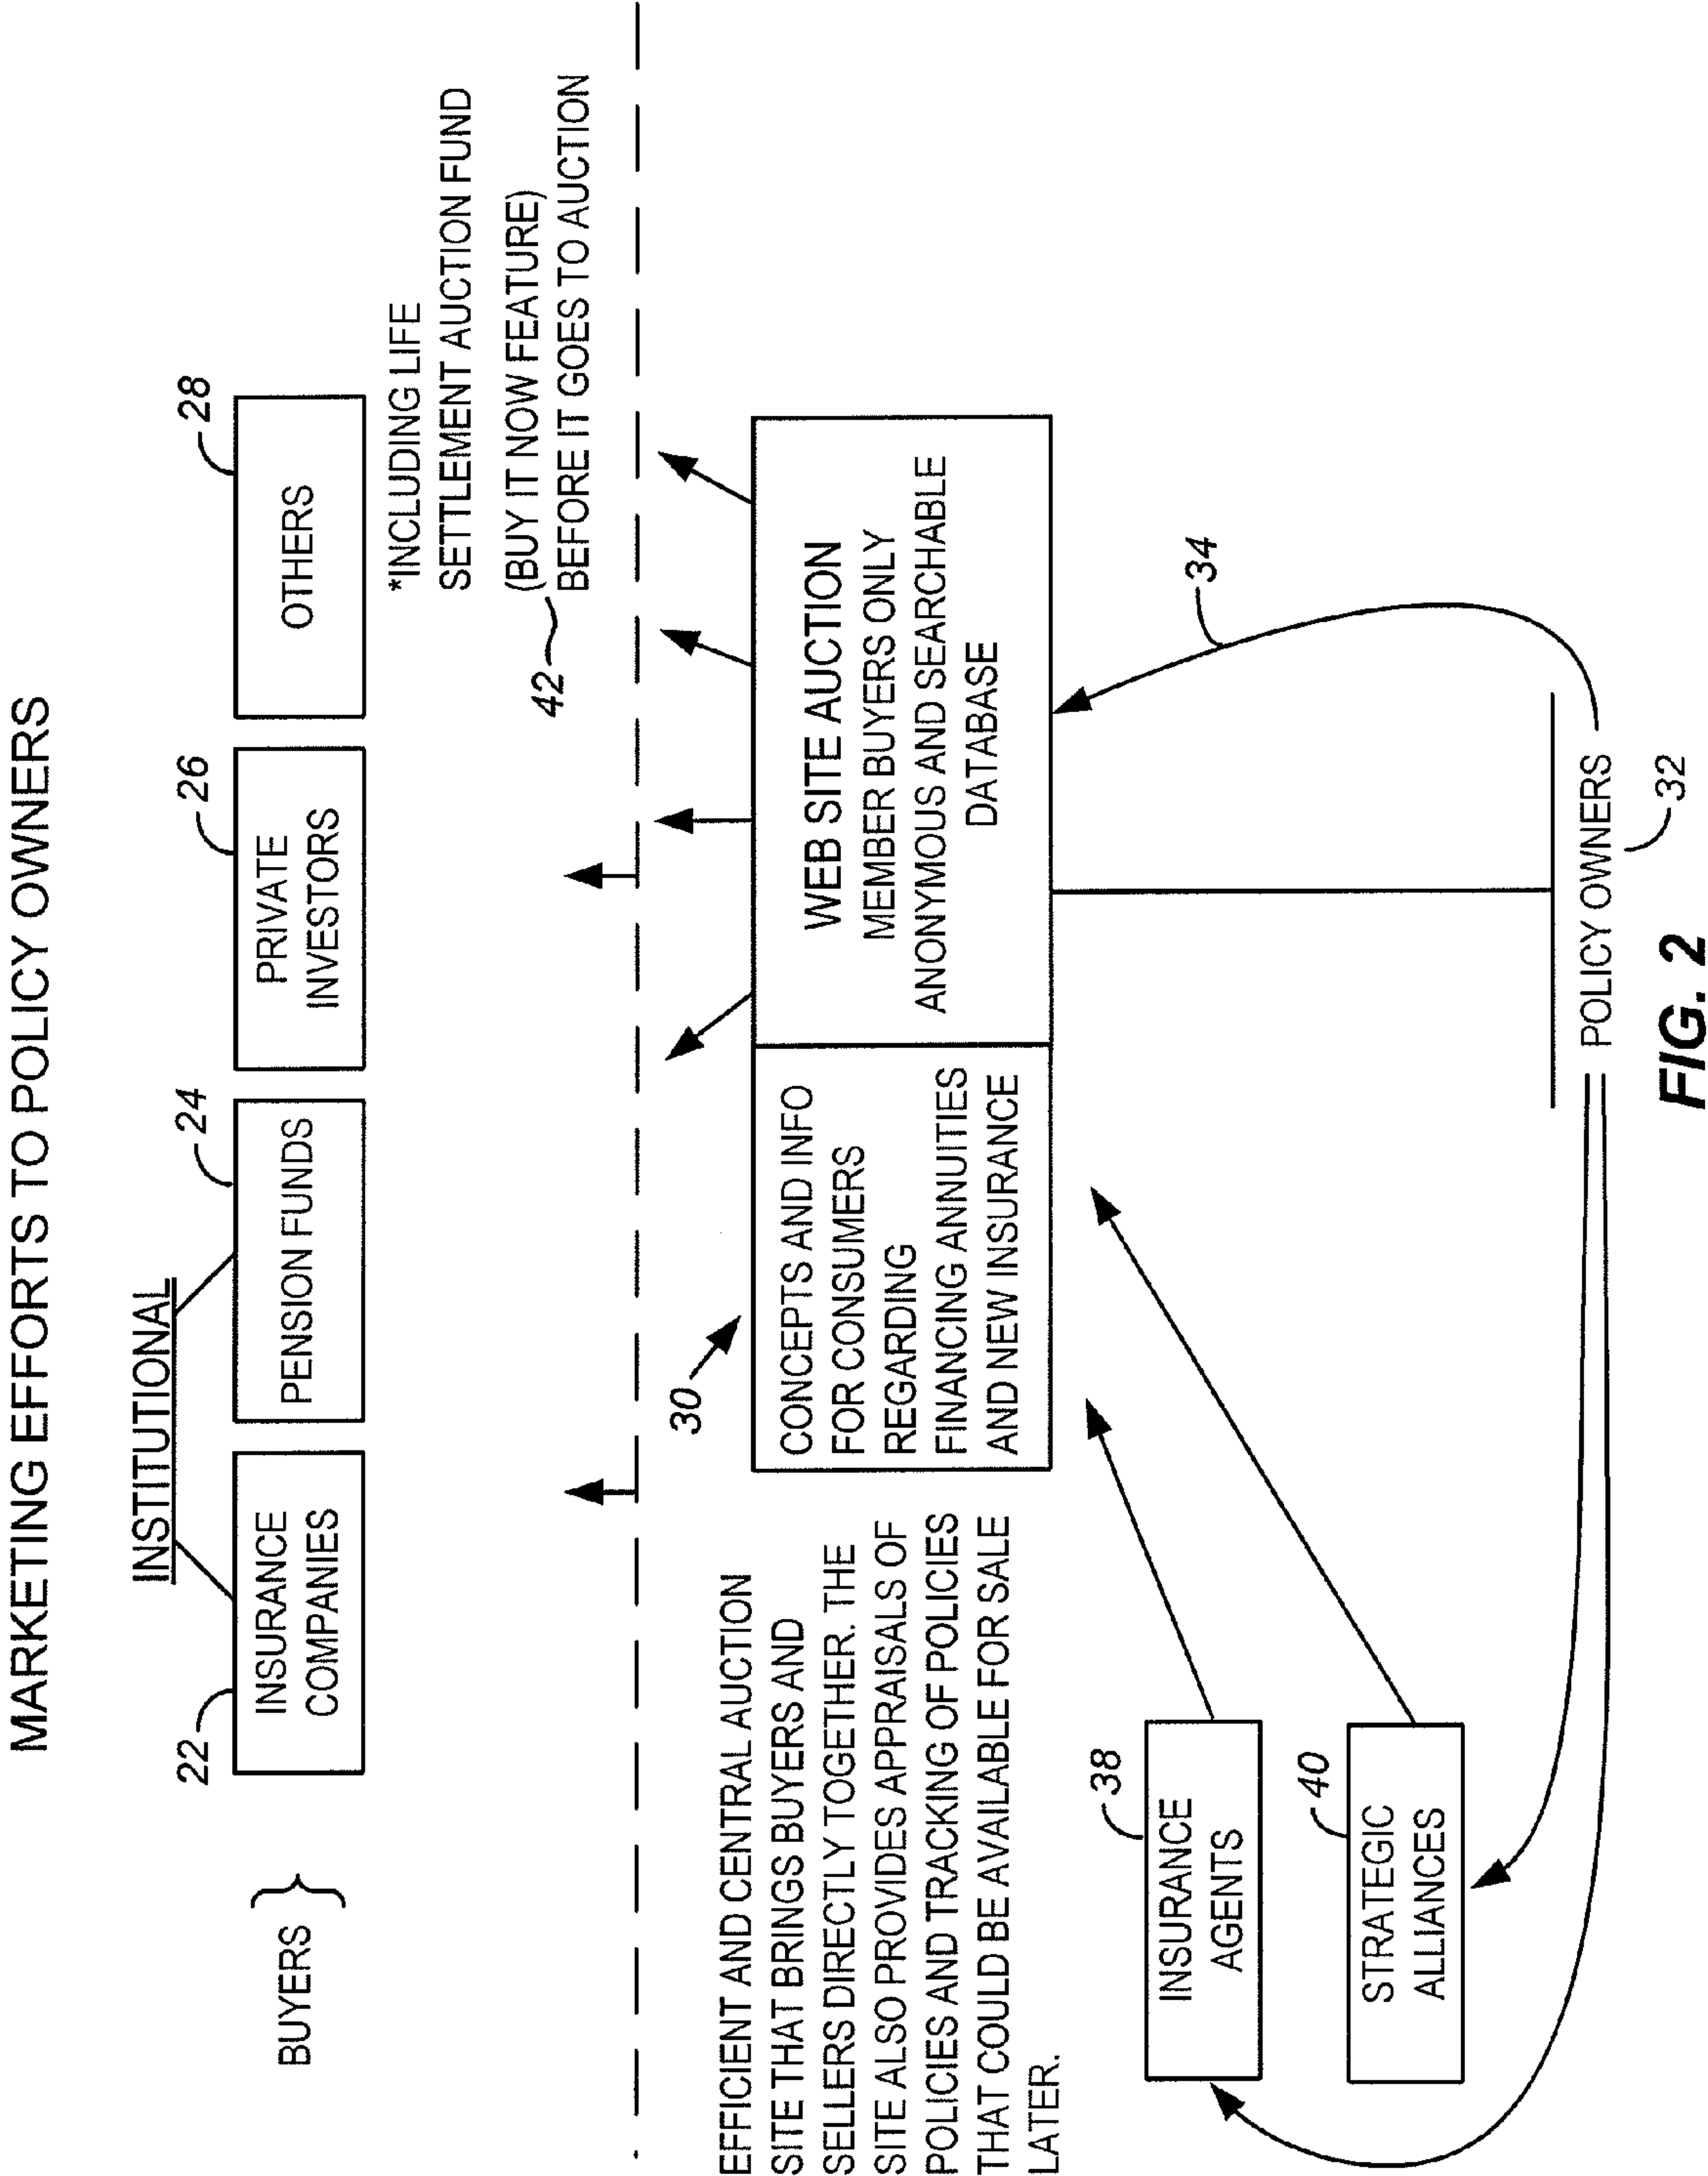 MARKETING EFFORTS TO POLICY OWNERS
INSTITUTIONAL
22
24
26
28
BUYERS
INSURANCE
COMPANIES
PENSION FUNDS
PRIVATE
INVESTORS
OTHERS
*INCLUDING LIFE
SETTLEMENT AUCTION FUND
42
(BUY IT NOW FEATURE)
BEFORE IT GOES TO AUCTION
EFFICIENT AND CENTRAL AUCTION
SITE THAT BRINGS BUYERS AND
SELLERS DIRECTLY TOGETHER. THE
SITE ALSO PROVIDES APPRAISALS OF
POLICIES AND TRACKING OF POLICIES
THAT COULD BE AVAILABLE FOR SALE
LATER.
30
CONCEPTS AND INFO
FOR CONSUMERS
REGARDING
FINANCING ANNUITIES
AND NEW INSURANCE
WEB SITE AUCTION
MEMBER BUYERS ONLY
ANONYMOUS AND SEARCHABLE
DATABASE
38
INSURANCE
AGENTS
34
40
STRATEGIC
ALLIANCES
POLICY OWNERS
32
FIG. 2